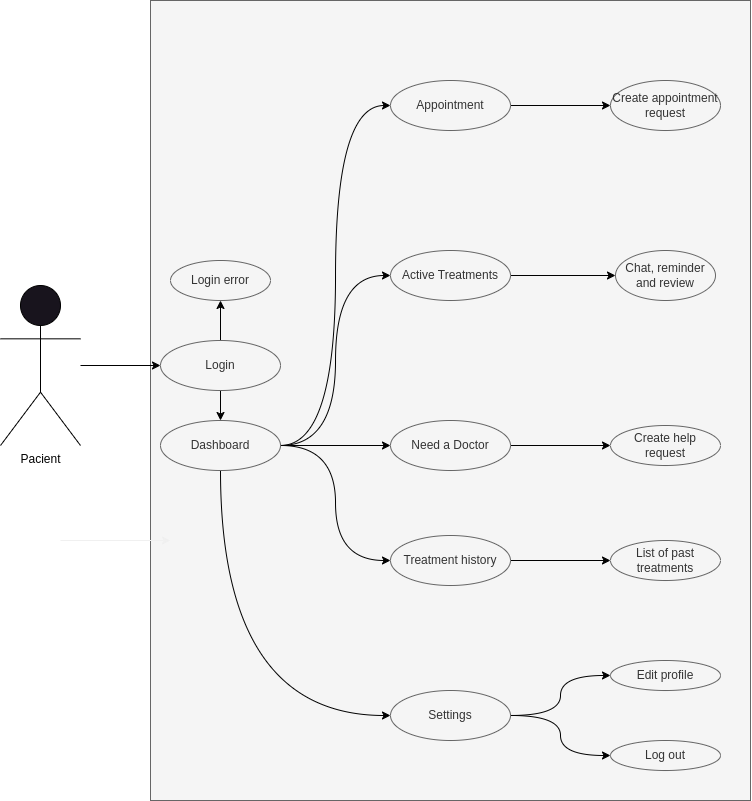 Appointment
Create appointment
request
Login error
Active Treatments
Chat, reminder
and review
Login
Dashboard
Need a Doctor
Create help
request
Pacient
Treatment history
List of past
treatments
Settings
Edit profile
Log out